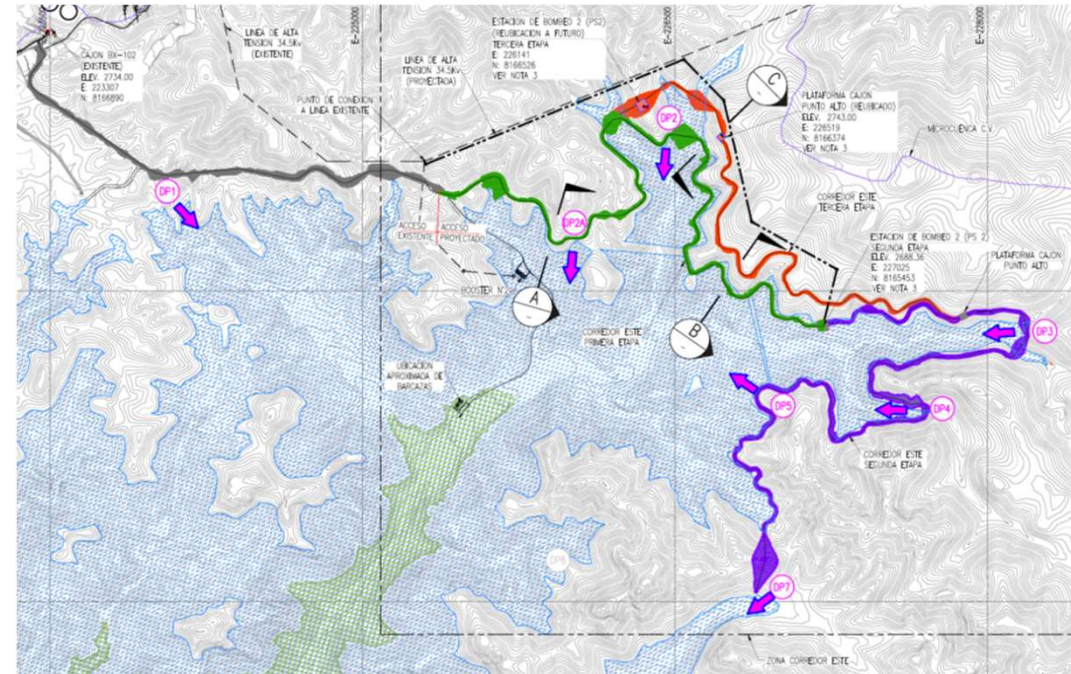 CAJON BX-102
(EXISTENTE)
ELEV. 2734.00
E: 223307
N: 8166890
LINEA DE ALTA
TENSION 34.5Kv
(EXISTENTE)
PUNTO DE CONEXION
A LINEA EXISTENTE
E-225000
LINEA DE ALTA
TENSION 34.5Kv
(PROYECTADA)
ESTACION DE BOMBEO 2 (PS2)
(REUBICACION A FUTURO)
TERCERA ETAPA
E: 226141
N: 8166526
VER NOTA 3
E-226500
C
PLATAFORMA CAJON
PUNTO ALTO (REUBICADO)
ELEV. 2743.00
E: 226519
N: 8166374
VER NOTA 3
E-228000
MICROCUENCA C.V.
DP1
DP2
DP2A
ACCESO
EXISTENTE
ACCESO
PROYECTADO
BOOSTER N°
A
CORREDOR ESTE
PRIMERA ETAPA
B
CORREDOR ESTE
TERCERA ETAPA
ESTACION DE BOMBEO 2 (PS 2)
SEGUNDA ETAPA
ELEV. 2688.36
E: 227025
N: 8165453
VER NOTA 3
PLATAFORMA CAJON
PUNTO ALTO
DP3
UBICACION
APROXIMADA DE
BARCAZAS
DP5
DP4
CORREDOR ESTE
SEGUNDA ETAPA
DP7
ZONA CORREDOR ESTE